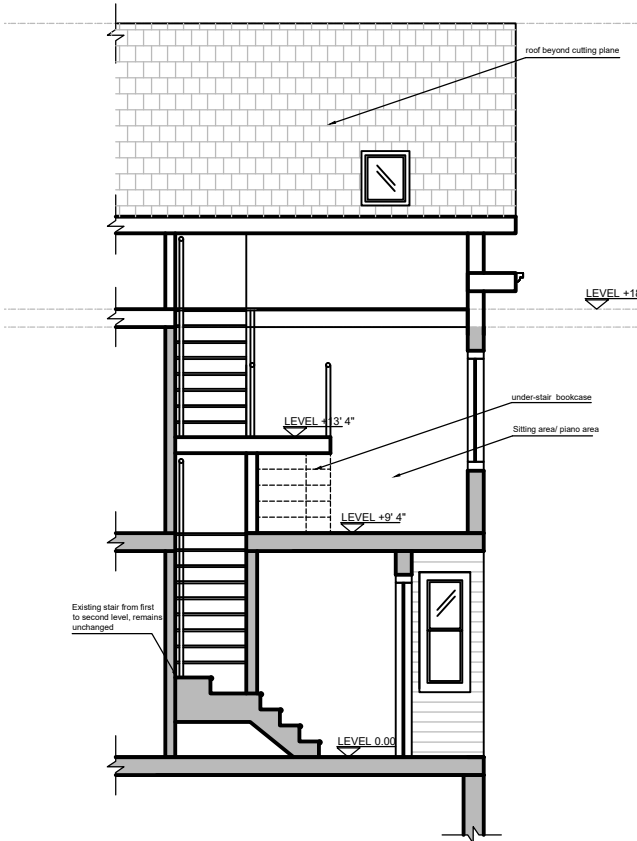 roof beyond cutting plane
LEVEL +18
under-stair bookcase
LEVEL +13' 4"
Sitting area/ piano area
LEVEL +9' 4"
Existing stair from first
to second level, remains
unchanged
LEVEL 0.00